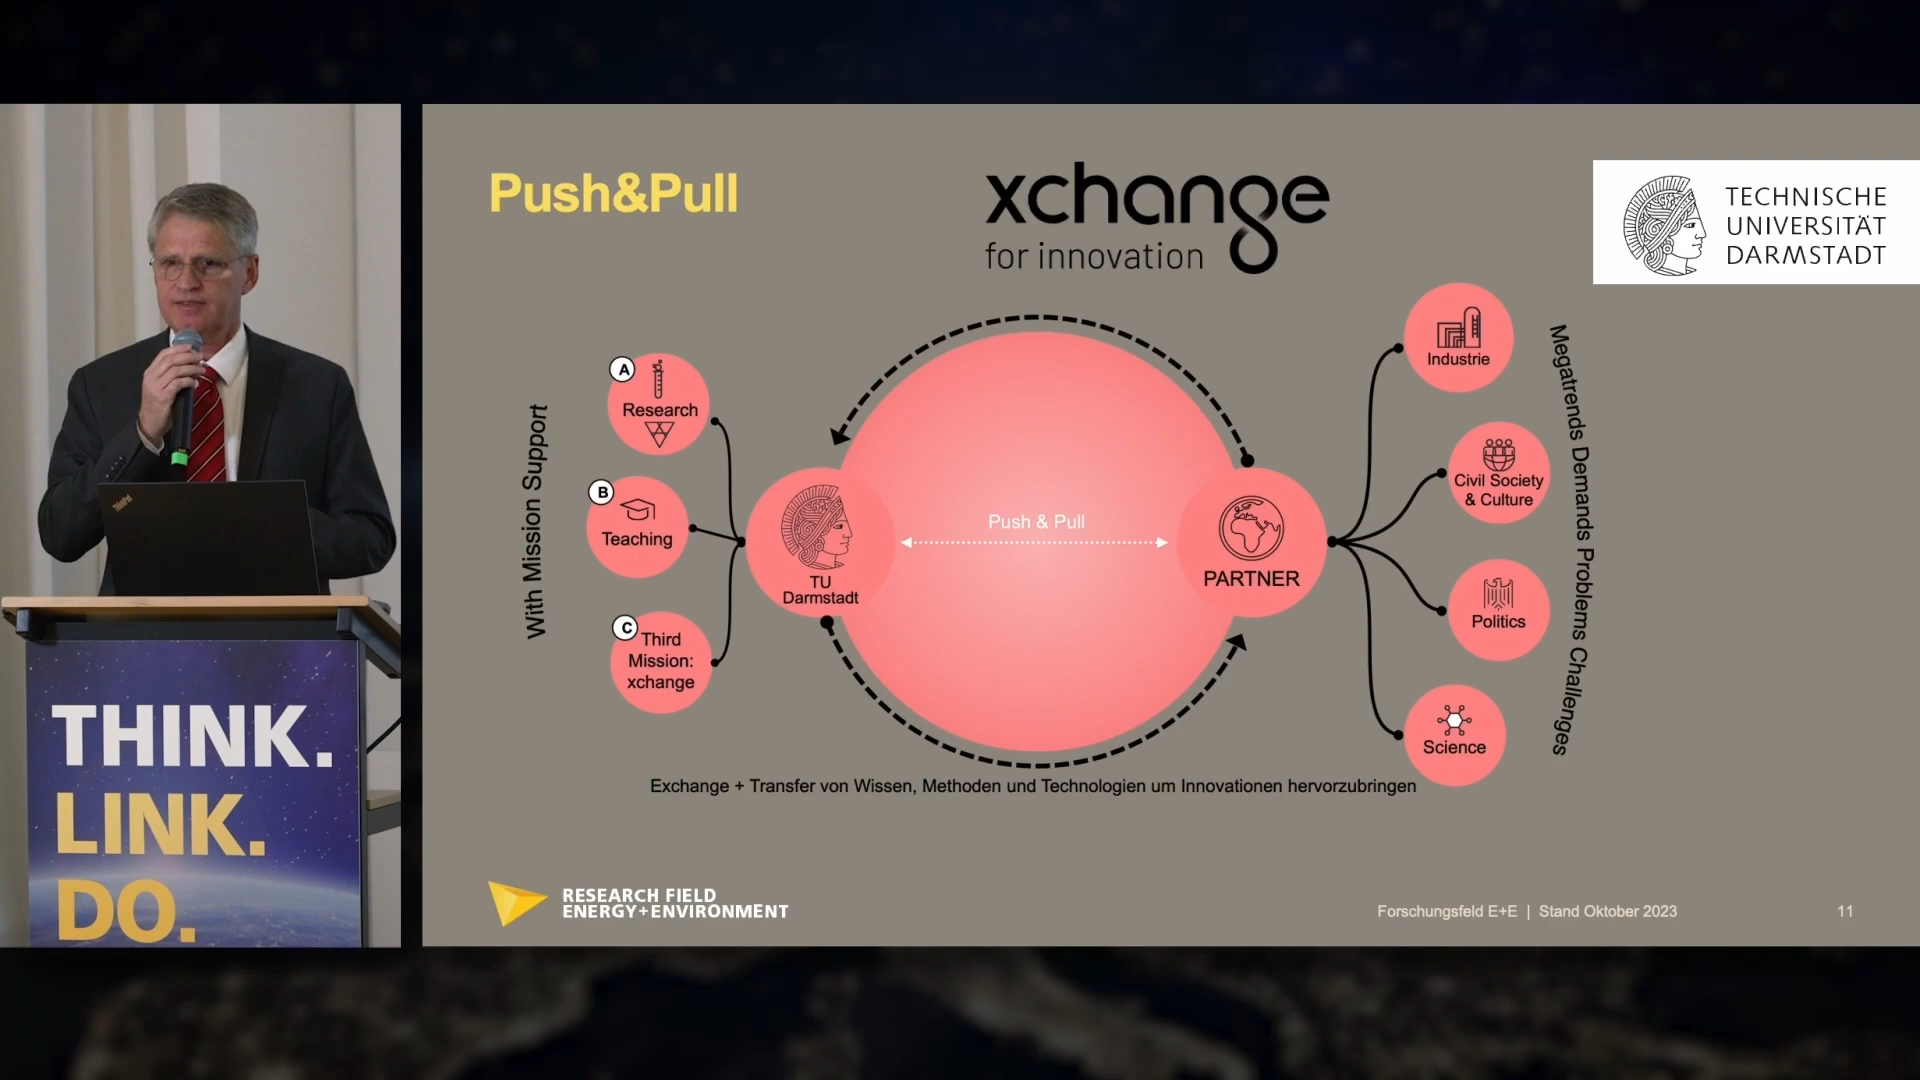 Push&Pull
xchange
for innovation
TECHNISCHE
UNIVERSITÄT
DARMSTADT
With Mission Support
A
Research
B
Teaching
C
Third
Mission:
xchange
TU
Darmstadt
Push & Pull
PARTNER
Industrie
Civil Society
& Culture
Politics
Science
Megatrends Demands Problems Challenges
Exchange + Transfer von Wissen, Methoden und Technologien um Innovationen hervorzubringen
RESEARCH FIELD
ENERGY+ENVIRONMENT
Forschungsfeld E+E | Stand Oktober 2023
11
ThinkPad
THINK.
LINK.
DO.